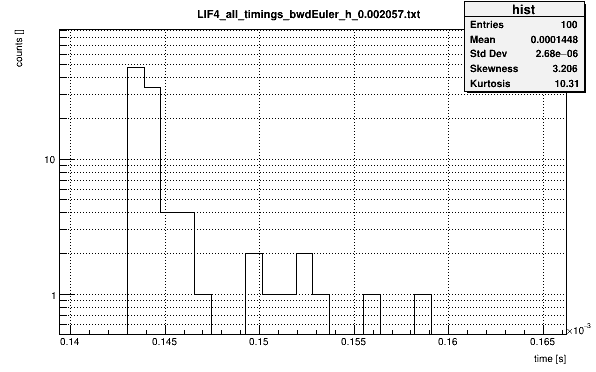 LIF4_all_timings_bwdEuler_h_0.002057.txt
hist
Entries 100
Mean 0.0001448
Std Dev 2.68e−06
Skewness 3.206
Kurtosis 10.31
counts []
10
1
0.14 0.145 0.15 0.155 0.16 0.165
×10⁻³
time [s]